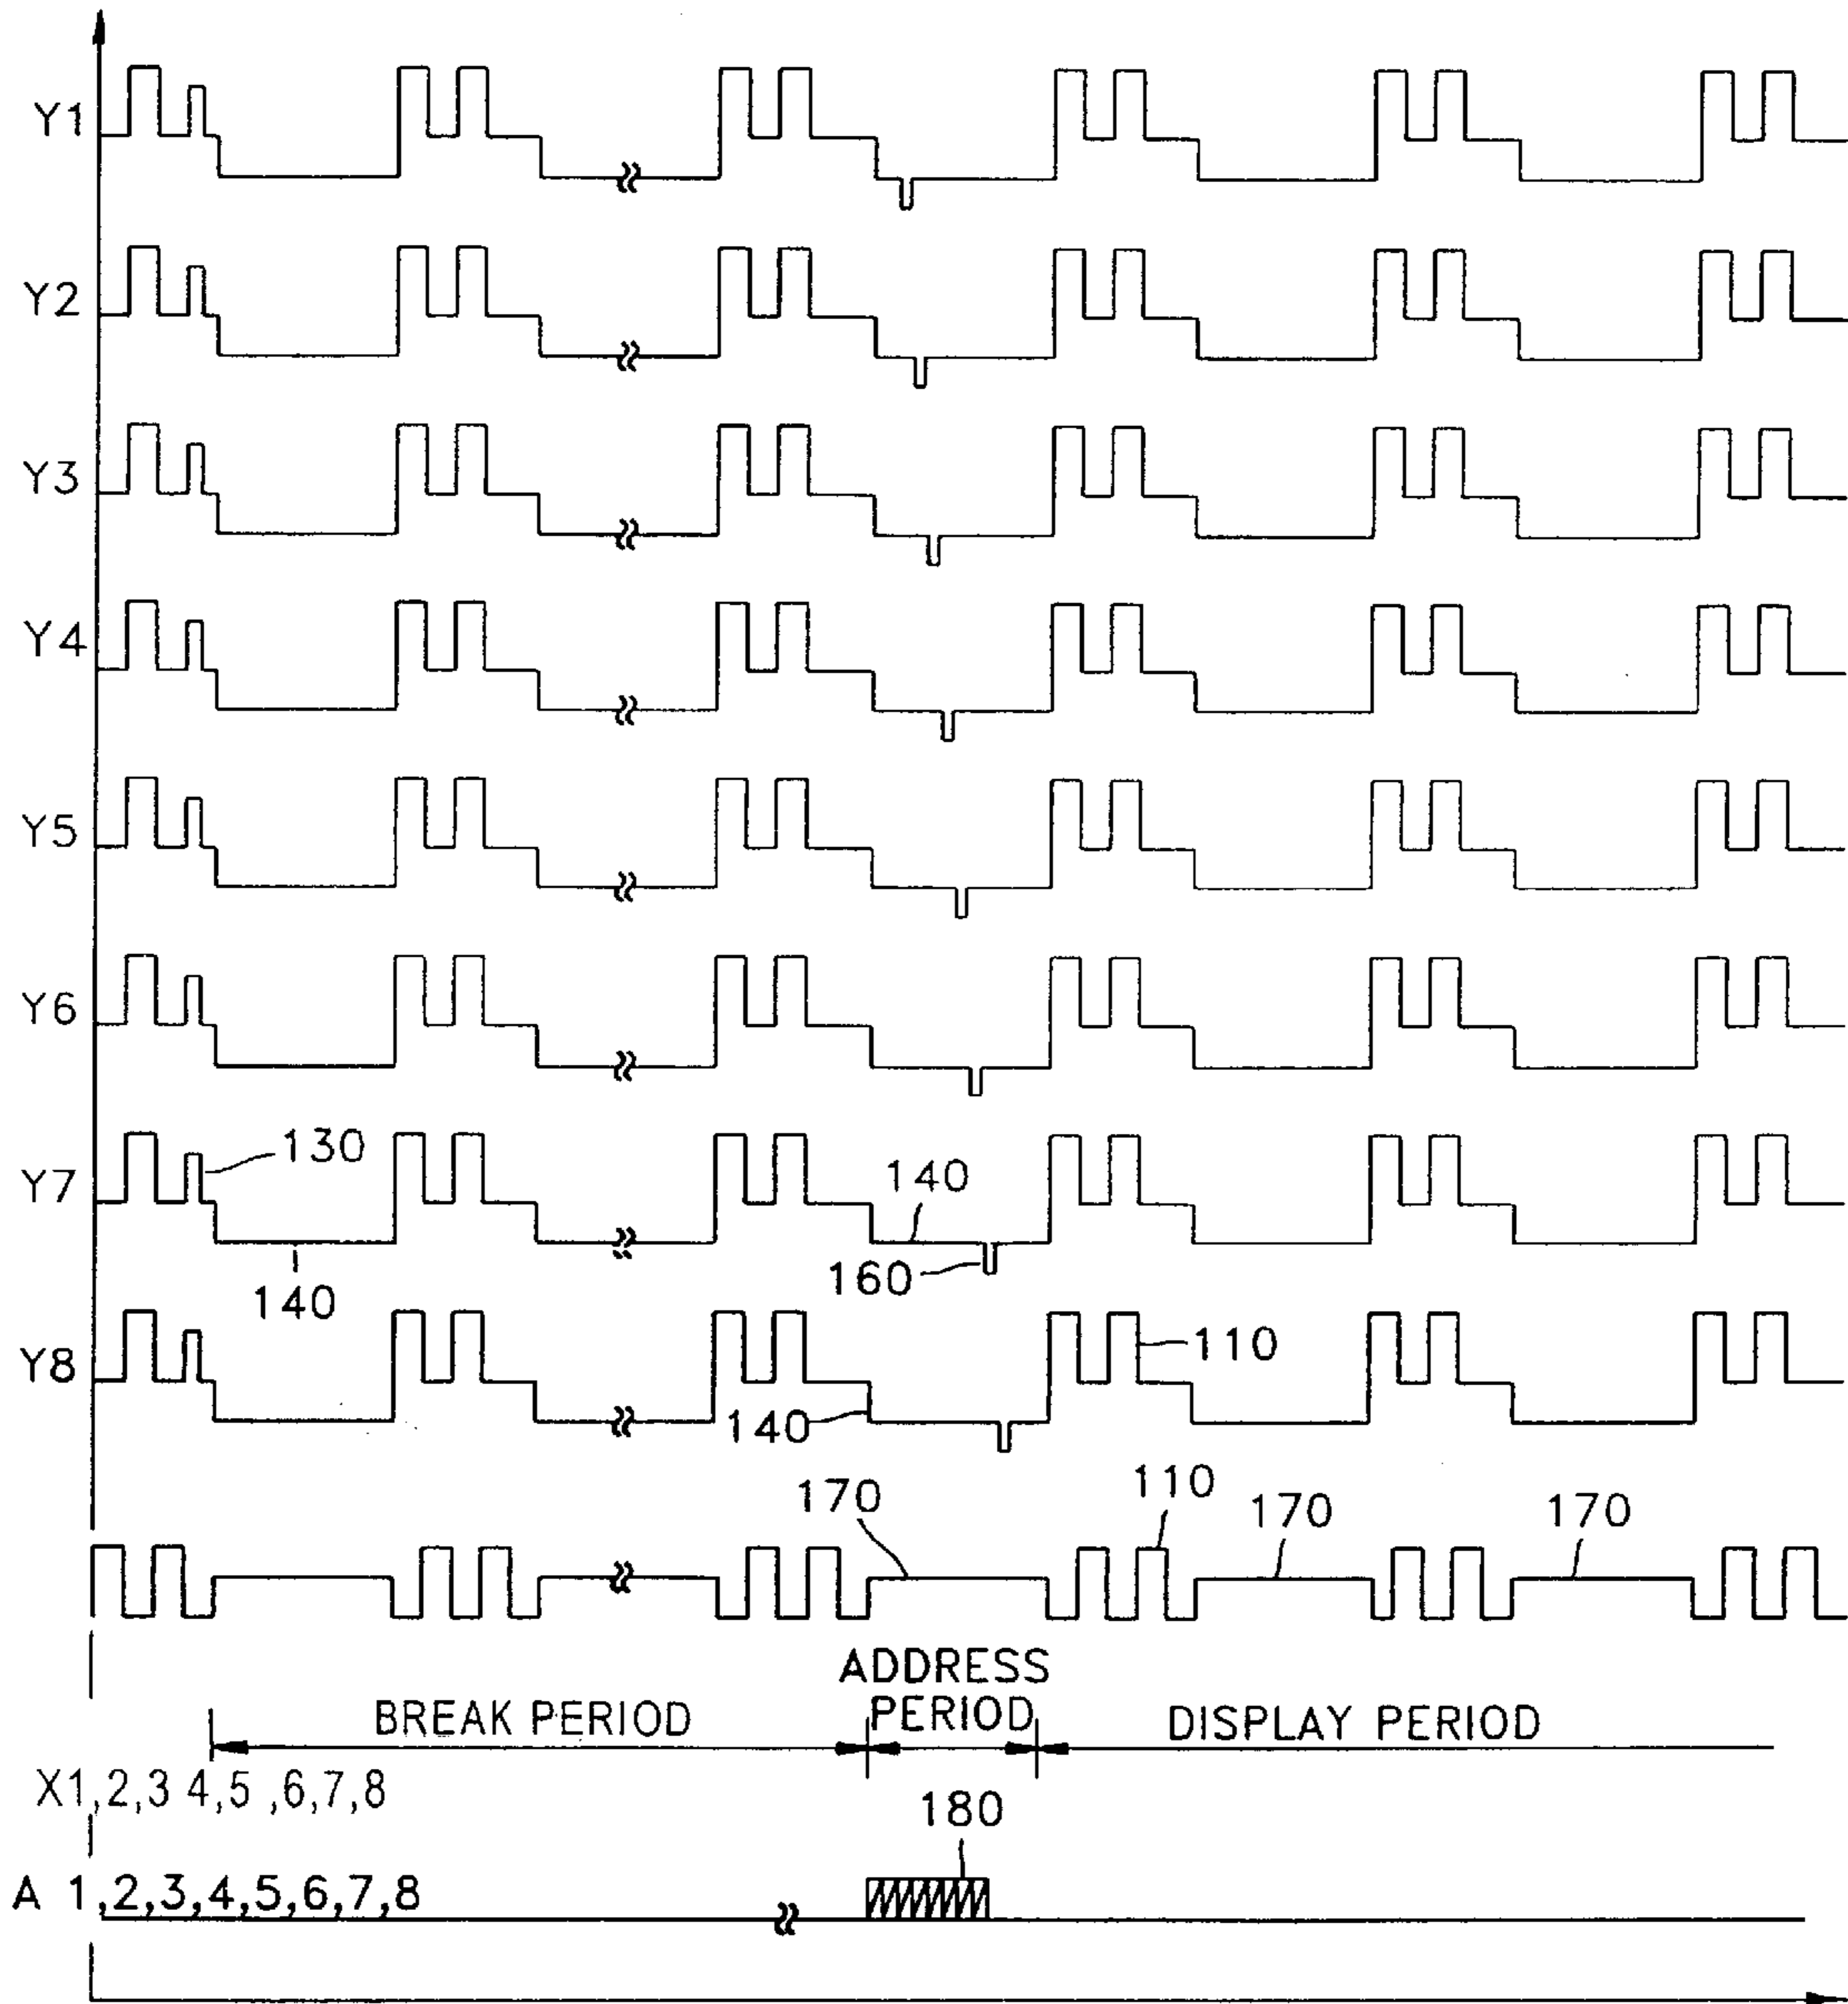 Y1
Y2
Y3
Y4
Y5
Y6
130
Y7
140
160
140
Y8
110
140
170
110
170
170
ADDRESS
BREAK PERIOD
PERIOD
DISPLAY PERIOD
X1,2,3 4,5 ,6,7,8
180
A 1,2,3,4,5,6,7,8